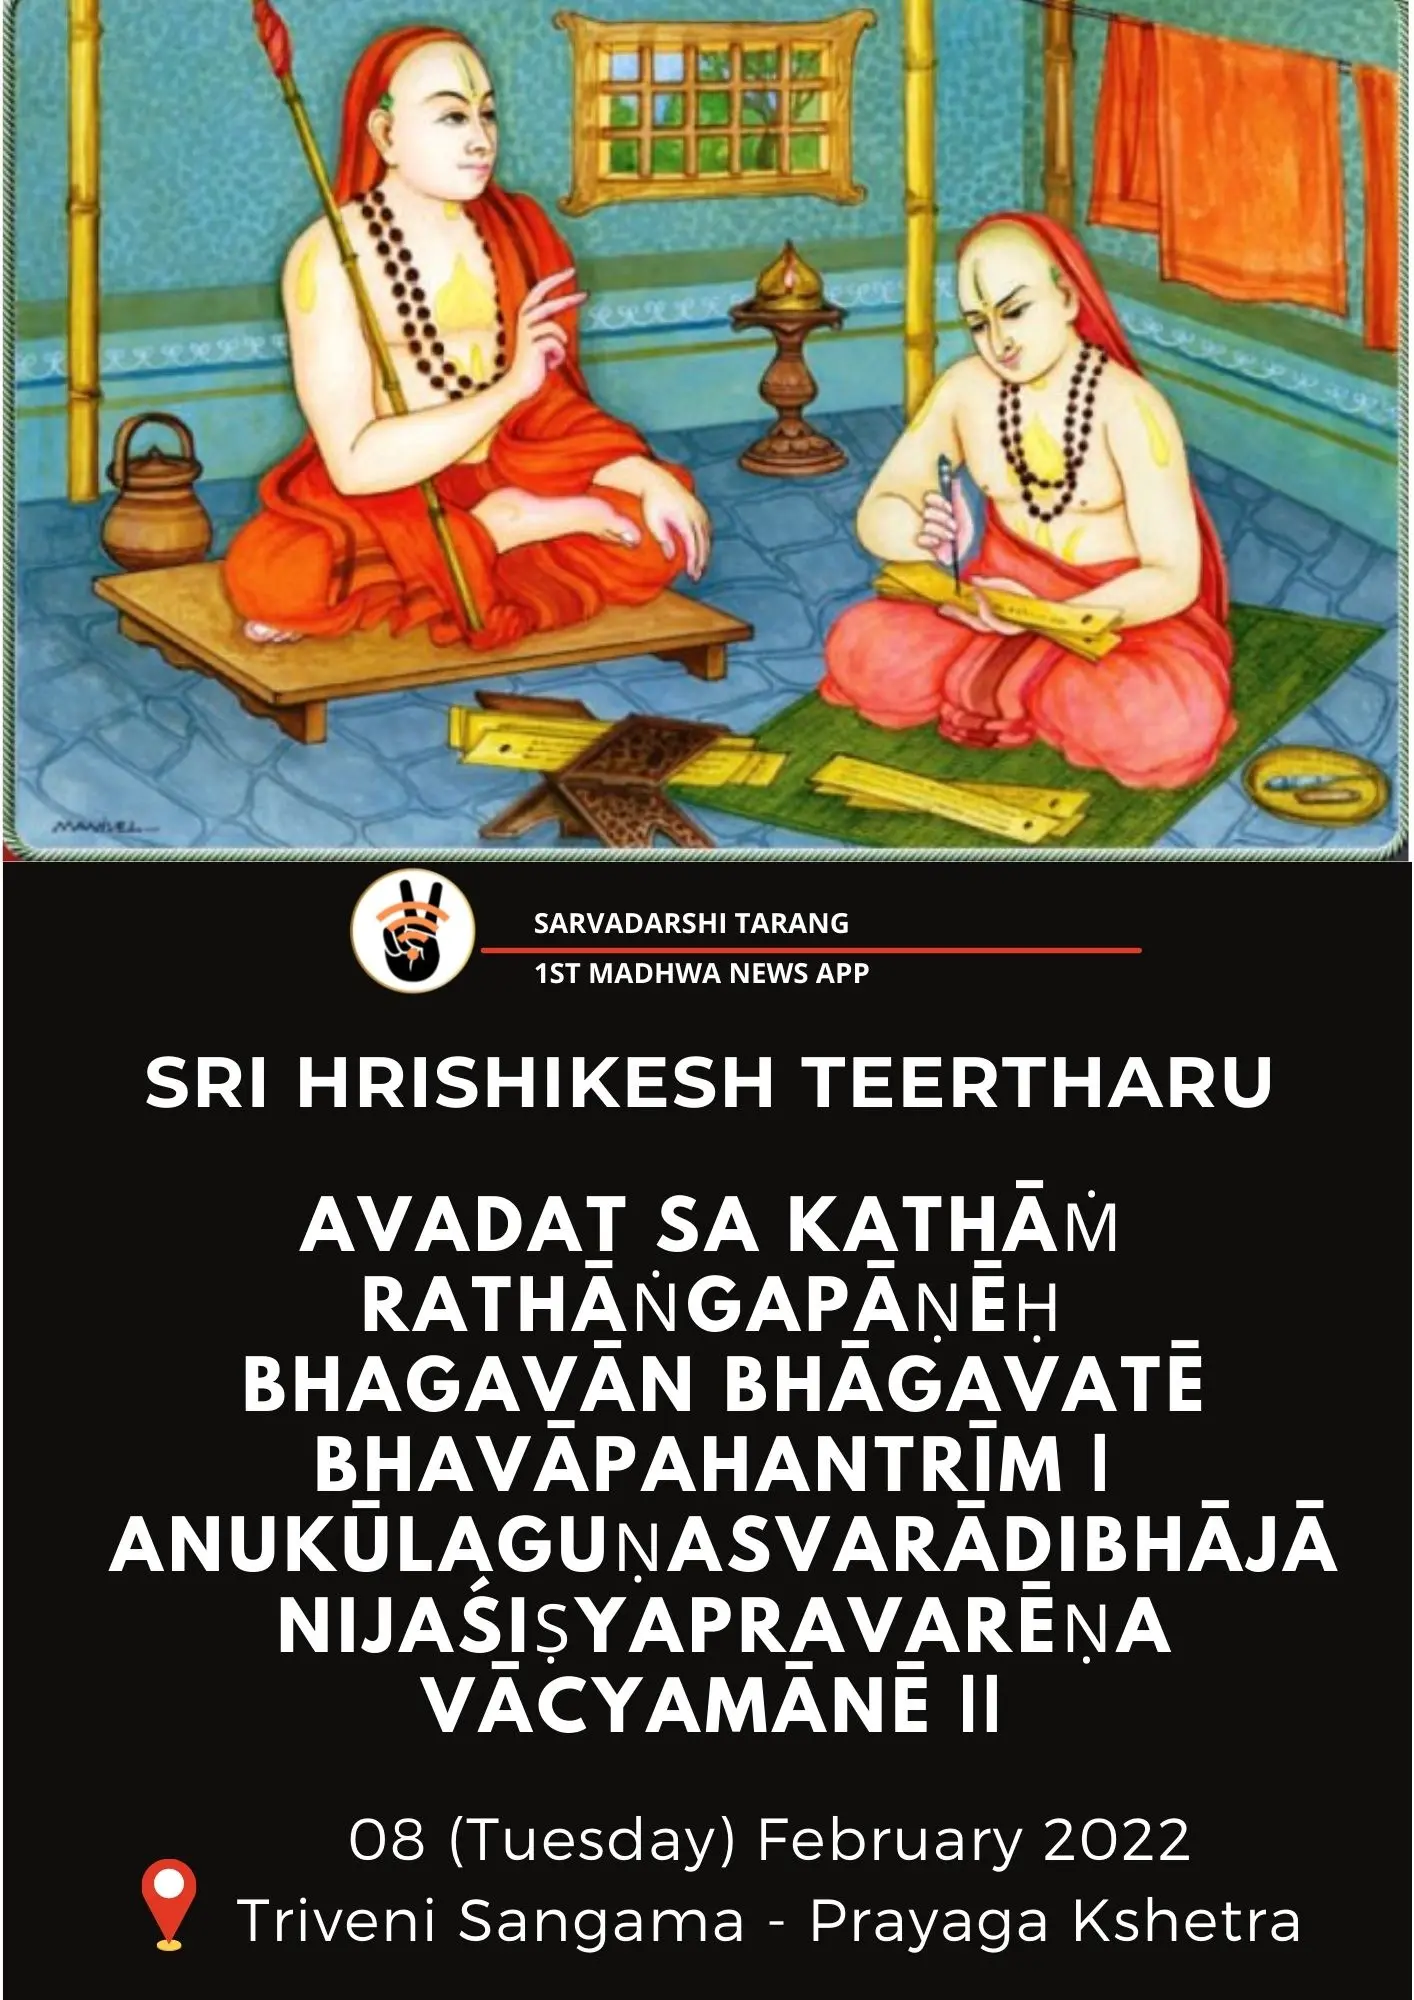 MANIVEL
SARVADARSHI TARANG
1ST MADHWA NEWS APP
SRI HRISHIKESH TEERTHARU
AVADAT SA KATHĀṀ
RATHĀṄGAPĀṆĒḤ
BHAGAVĀN BHĀGAVATĒ
BHAVĀPAHANTRĪM |
ANUKŪLAGUṆASVARĀDIBHĀJĀ
NIJAŚIṢYAPRAVARĒṆA
VĀCYAMĀNĒ ||
08 (Tuesday) February 2022
Triveni Sangama - Prayaga Kshetra